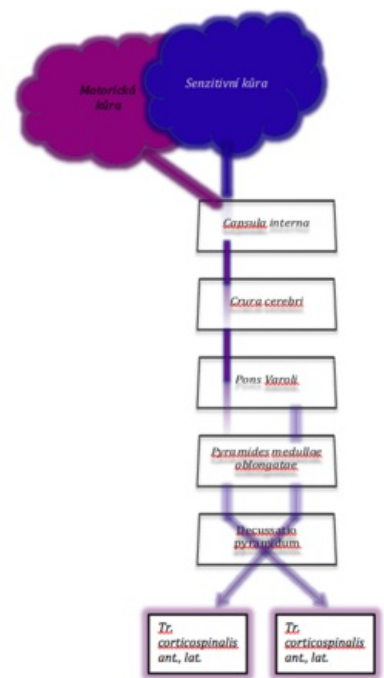 Motorická
kůra
Senzitivní kůra
Capsula interna
Crura cerebri
Pons Varoli
Pyramides medullae
oblongatae
Decussatio
pyramidum
Tr.
corticospinalis
ant., lat.
Tr.
corticospinalis
ant., lat.